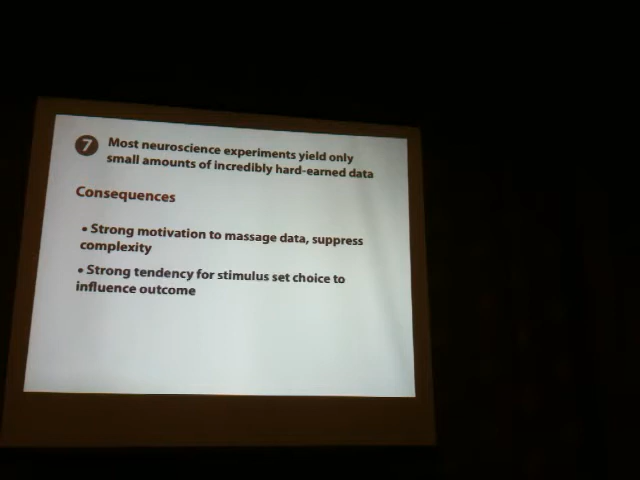 7 Most neuroscience experiments yield only
small amounts of incredibly hard-earned data
Consequences
• Strong motivation to massage data, suppress
complexity
• Strong tendency for stimulus set choice to
influence outcome